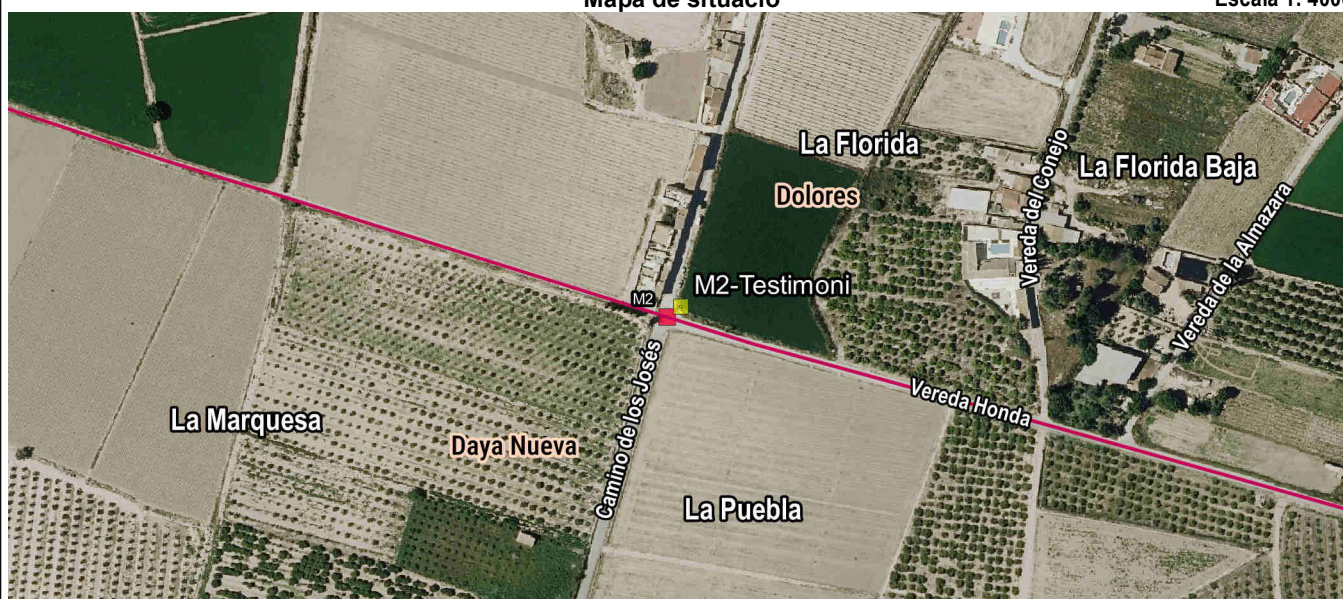 Mapa de situació
Escala 1: 4000
La Florida
La Florida Baja
Dolores
Vereda del Conejo
Vereda de la Almazara
M2-Testimoni
M2
Camino de los Josés
Vereda Honda
La Marquesa
Daya Nueva
La Puebla